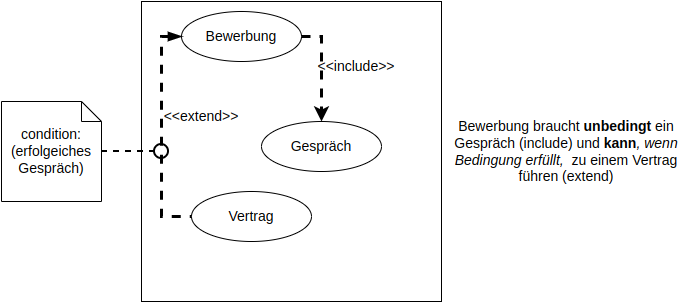 Bewerbung
<<include>>
<<extend>>
condition:
(erfolgeiches
Gespräch)
Gespräch
Vertrag
Bewerbung braucht unbedingt ein
Gespräch (include) und kann, wenn
Bedingung erfüllt, zu einem Vertrag
führen (extend)